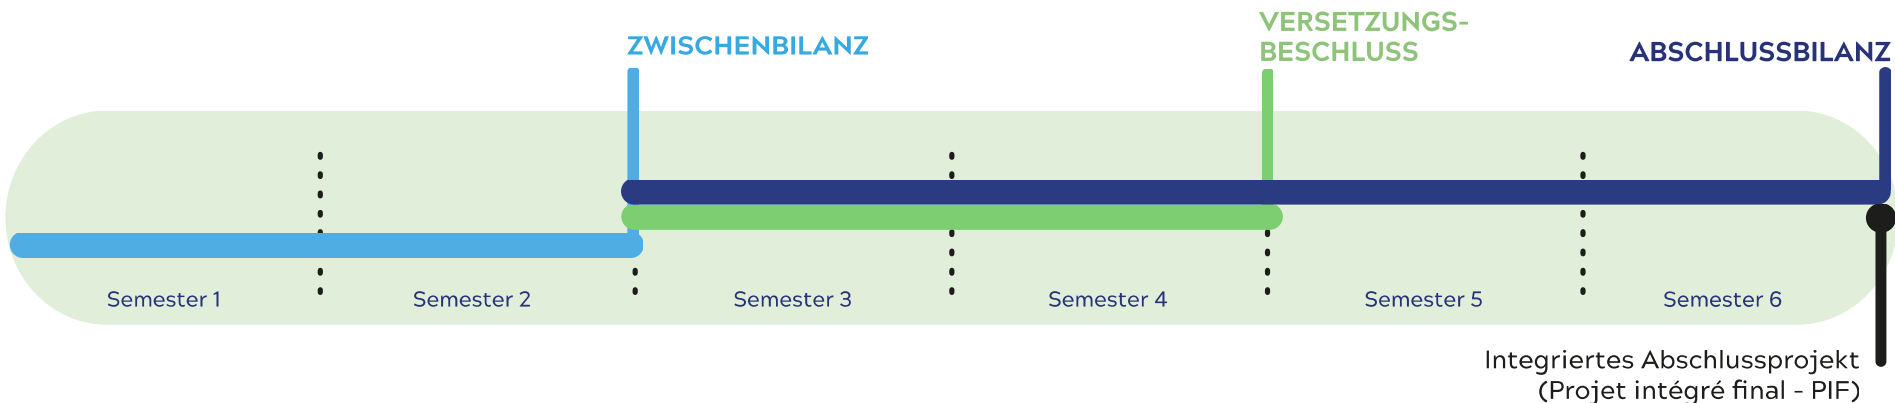 ZWISCHENBILANZ
VERSETZUNGS-
BESCHLUSS
ABSCHLUSSBILANZ
Semester 1
Semester 2
Semester 3
Semester 4
Semester 5
Semester 6
Integriertes Abschlussprojekt
(Projet intégré final - PIF)